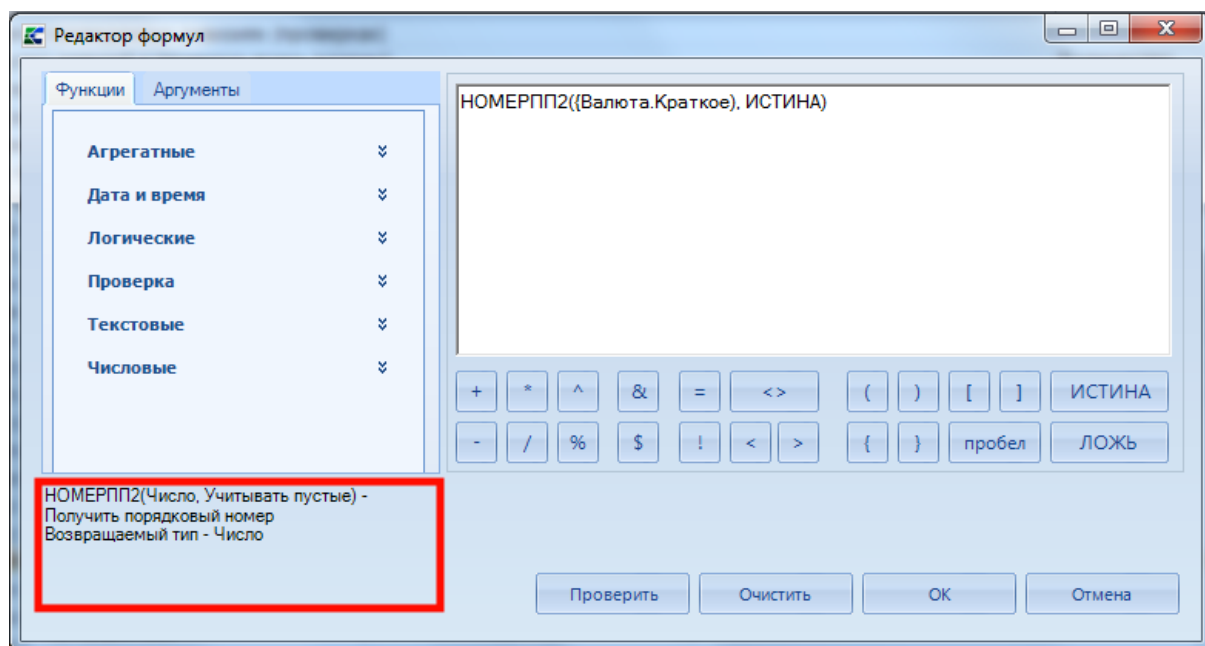 Редактор формул
Функции Аргументы
НОМЕРПП2({Валюта.Краткое), ИСТИНА)
Агрегатные
Дата и время
Логические
Проверка
Текстовые
Числовые
+ * ^ & = <> ( ) [ ] ИСТИНА
- / % $ ! < > { } пробел ЛОЖЬ
НОМЕРПП2(Число, Учитывать пустые) -
Получить порядковый номер
Возвращаемый тип - Число
Проверить Очистить ОК Отмена